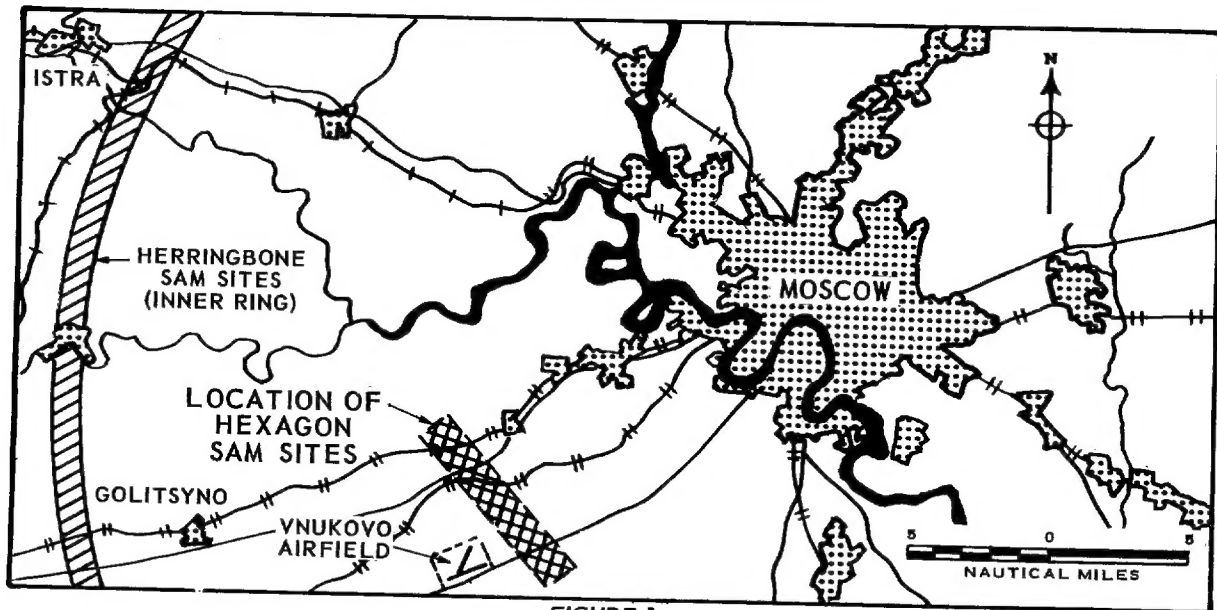 ISTRA
N
HERRINGBONE
SAM SITES
(INNER RING)
MOSCOW
LOCATION OF
HEXAGON
SAM SITES
GOLITSYNO
VNUKOVO
AIRFIELD
5 0 5
NAUTICAL MILES